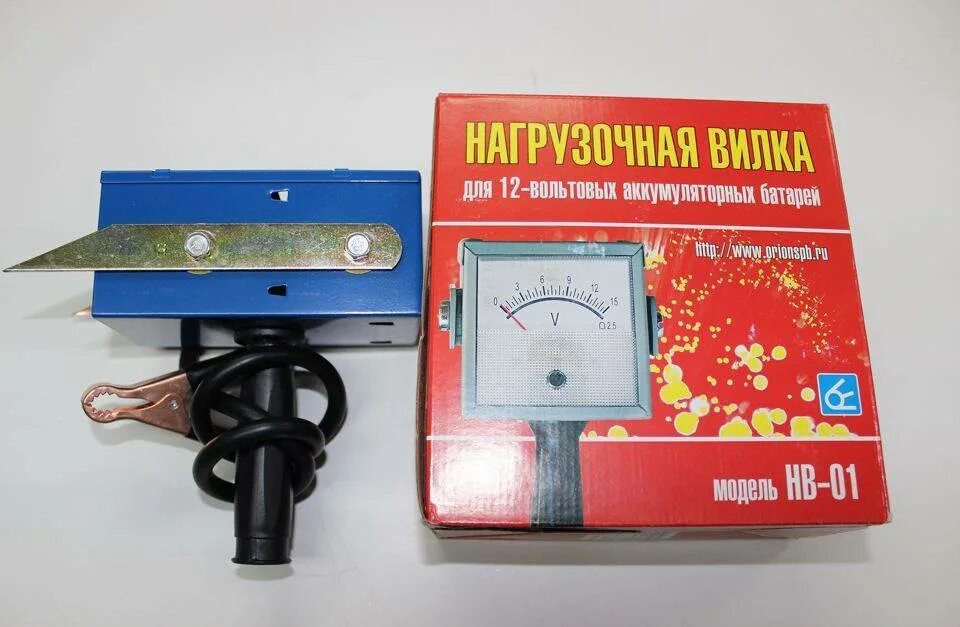 НАГРУЗОЧНАЯ ВИЛКА
для 12-вольтовых аккумуляторных батарей
http://www.orionspb.ru
0 3 6 9 12 15
V
2.5
модель НВ-01